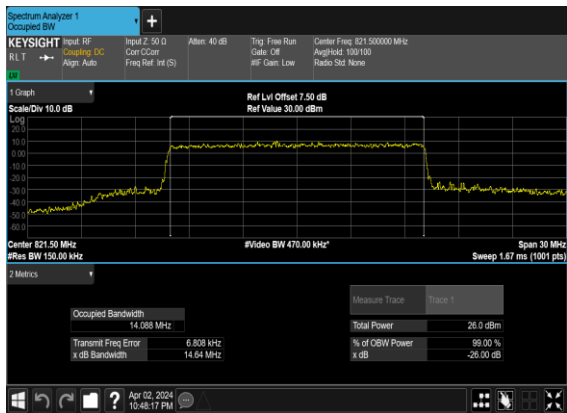 Spectrum Analyzer 1
Occupied BW
KEYSIGHT
RLT
Input: RF
Coupling: DC
Align: Auto
Input Z: 50 Ω
Corr CCorr
Freq Ref: Int (S)
Atten: 40 dB
Trig: Free Run
Gate: Off
#IF Gain: Low
Center Freq: 821.500000 MHz
Avg|Hold: 100/100
Radio Std: None
1 Graph
Scale/Div 10.0 dB
Ref Lvl Offset 7.50 dB
Ref Value 30.00 dBm
Log
20.0
10.0
0.00
-10.0
-20.0
-30.0
-40.0
-50.0
-60.0
Center 821.50 MHz
#Res BW 150.00 kHz
#Video BW 470.00 kHz*
Span 30 MHz
Sweep 1.67 ms (1001 pts)
2 Metrics
Measure Trace Trace 1
Occupied Bandwidth
14.088 MHz
Total Power 26.0 dBm
Transmit Freq Error 6.808 kHz
% of OBW Power 99.00 %
x dB Bandwidth 14.64 MHz
x dB -26.00 dB
?
Apr 02, 2024
10:48:17 PM